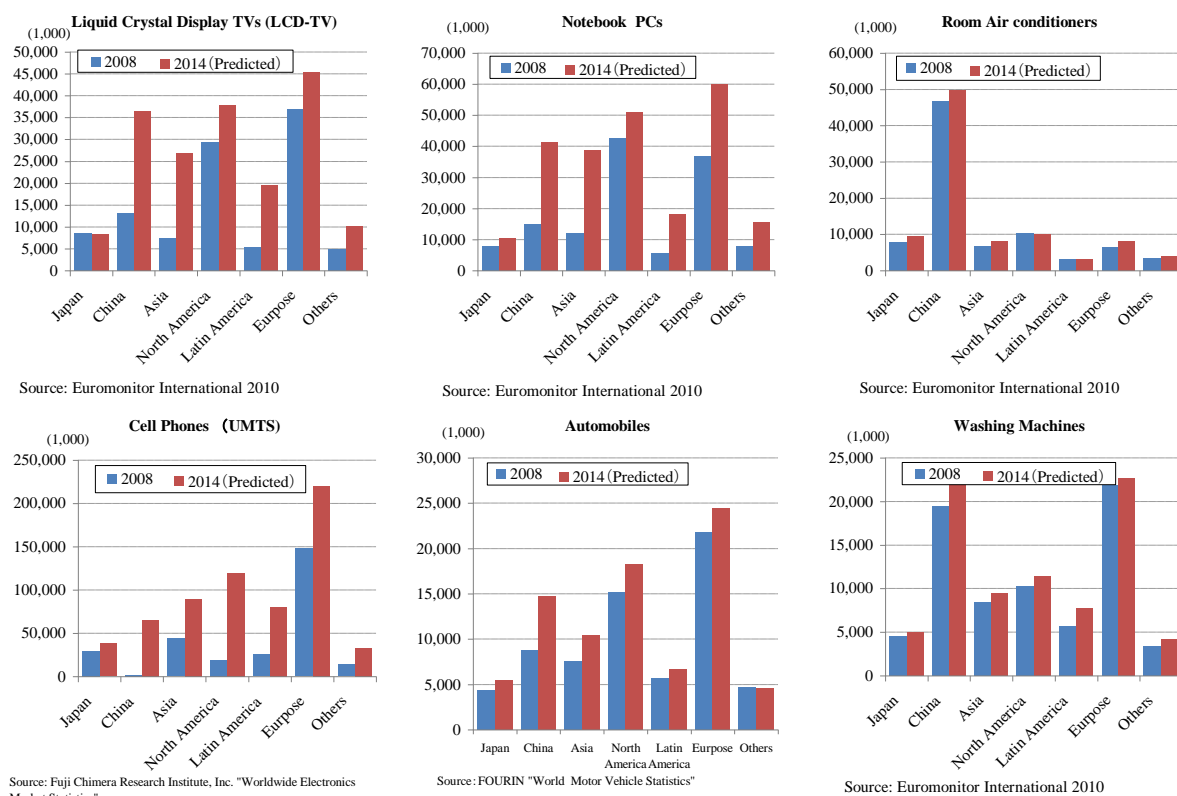 Liquid Crystal Display TVs (LCD-TV)
(1,000)
50,000
45,000
40,000
35,000
30,000
25,000
20,000
15,000
10,000
5,000
0
2008
2014(Predicted)
Japan
China
Asia
North America
Latin America
Eurpose
Others
Source: Euromonitor International 2010
Notebook PCs
(1,000)
70,000
60,000
50,000
40,000
30,000
20,000
10,000
0
2008
2014(Predicted)
Japan
China
Asia
North America
Latin America
Eurpose
Others
Source: Euromonitor International 2010
Room Air conditioners
(1,000)
60,000
50,000
40,000
30,000
20,000
10,000
0
2008
2014(Predicted)
Japan
China
Asia
North America
Latin America
Eurpose
Others
Source: Euromonitor International 2010
Cell Phones (UMTS)
(1,000)
250,000
200,000
150,000
100,000
50,000
0
2008
2014(Predicted)
Japan
China
Asia
North America
Latin America
Eurpose
Others
Source: Fuji Chimera Research Institute, Inc. "Worldwide Electronics
Automobiles
(1,000)
30,000
25,000
20,000
15,000
10,000
5,000
0
2008
2014(Predicted)
Japan
China
Asia
North
America
Latin
America
Eurpose
Others
Source: FOURIN "World Motor Vehicle Statistics"
Washing Machines
(1,000)
25,000
20,000
15,000
10,000
5,000
0
2008
2014(Predicted)
Japan
China
Asia
North America
Latin America
Eurpose
Others
Source: Euromonitor International 2010